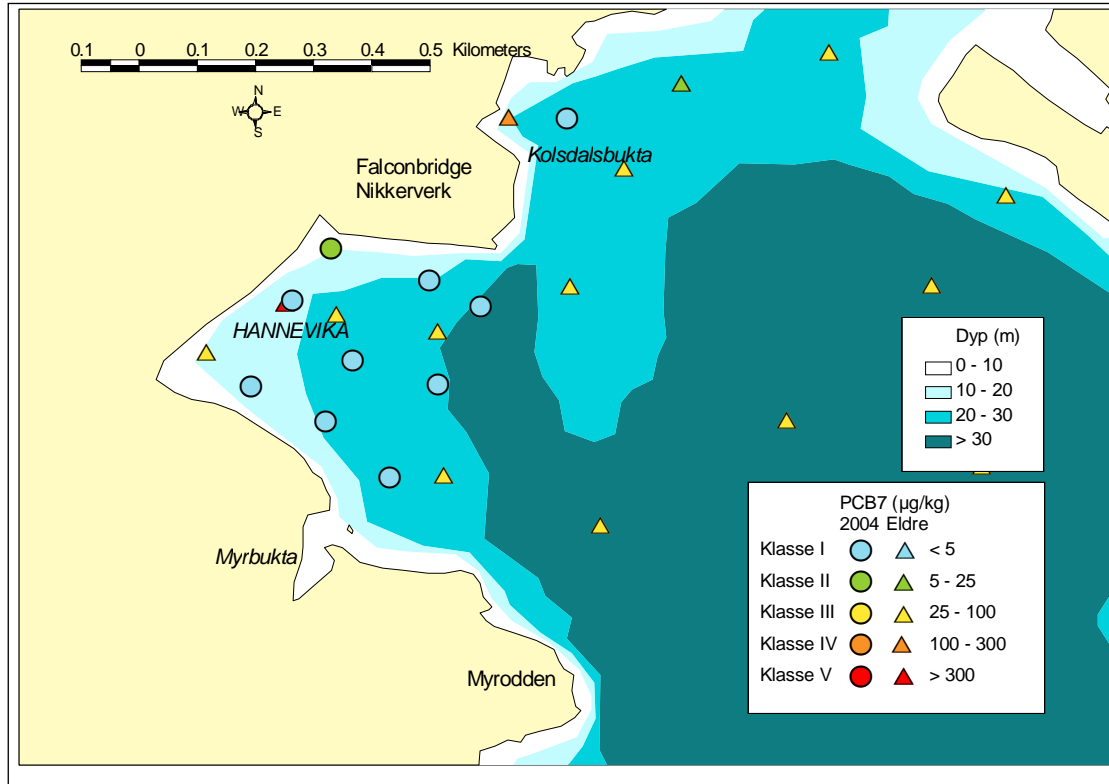 0.1 0 0.1 0.2 0.3 0.4 0.5 Kilometers
N
W E
S
Kolsdalsbukta
Falconbridge
Nikkerverk
HANNEVIKA
Myrbukta
Myrodden
Dyp (m)
0 - 10
10 - 20
20 - 30
> 30
PCB7 (µg/kg)
2004 Eldre
Klasse I < 5
Klasse II 5 - 25
Klasse III 25 - 100
Klasse IV 100 - 300
Klasse V > 300